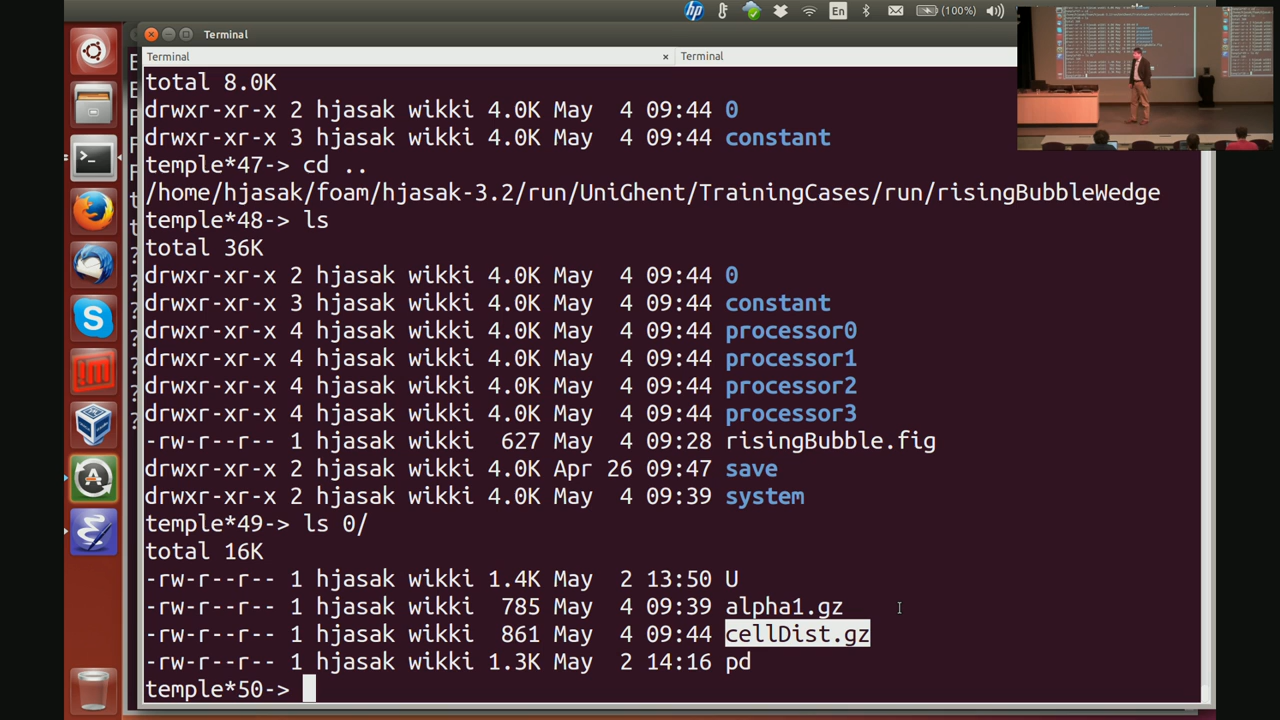 hp
En
(100%)
Terminal
Terminal
Terminal
total 8.0K
drwxr-xr-x 2 hjasak wikki 4.0K May  4 09:44 0
drwxr-xr-x 3 hjasak wikki 4.0K May  4 09:44 constant
temple*47-> cd ..
/home/hjasak/foam/hjasak-3.2/run/UniGhent/TrainingCases/run/risingBubbleWedge
temple*48-> ls
total 36K
drwxr-xr-x 2 hjasak wikki 4.0K May  4 09:44 0
drwxr-xr-x 3 hjasak wikki 4.0K May  4 09:44 constant
drwxr-xr-x 4 hjasak wikki 4.0K May  4 09:44 processor0
drwxr-xr-x 4 hjasak wikki 4.0K May  4 09:44 processor1
drwxr-xr-x 4 hjasak wikki 4.0K May  4 09:44 processor2
drwxr-xr-x 4 hjasak wikki 4.0K May  4 09:44 processor3
-rw-r--r-- 1 hjasak wikki  627 May  4 09:28 risingBubble.fig
drwxr-xr-x 2 hjasak wikki 4.0K Apr 26 09:47 save
drwxr-xr-x 2 hjasak wikki 4.0K May  4 09:39 system
temple*49-> ls 0/
total 16K
-rw-r--r-- 1 hjasak wikki 1.4K May  2 13:50 U
-rw-r--r-- 1 hjasak wikki  785 May  4 09:39 alpha1.gz
-rw-r--r-- 1 hjasak wikki  861 May  4 09:44 cellDist.gz
-rw-r--r-- 1 hjasak wikki 1.3K May  2 14:16 pd
temple*50->